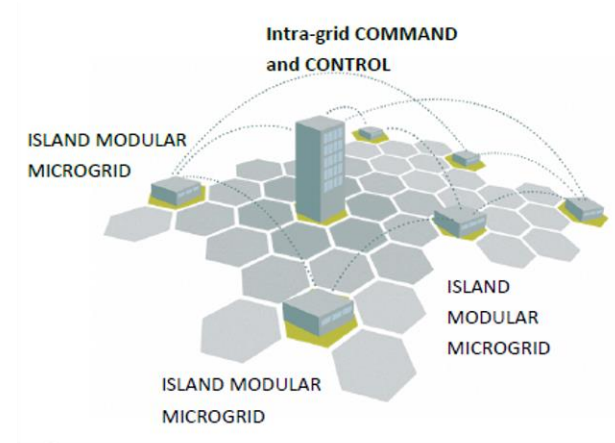 Intra-grid COMMAND
and CONTROL
ISLAND MODULAR
MICROGRID
ISLAND
MODULAR
MICROGRID
ISLAND MODULAR
MICROGRID